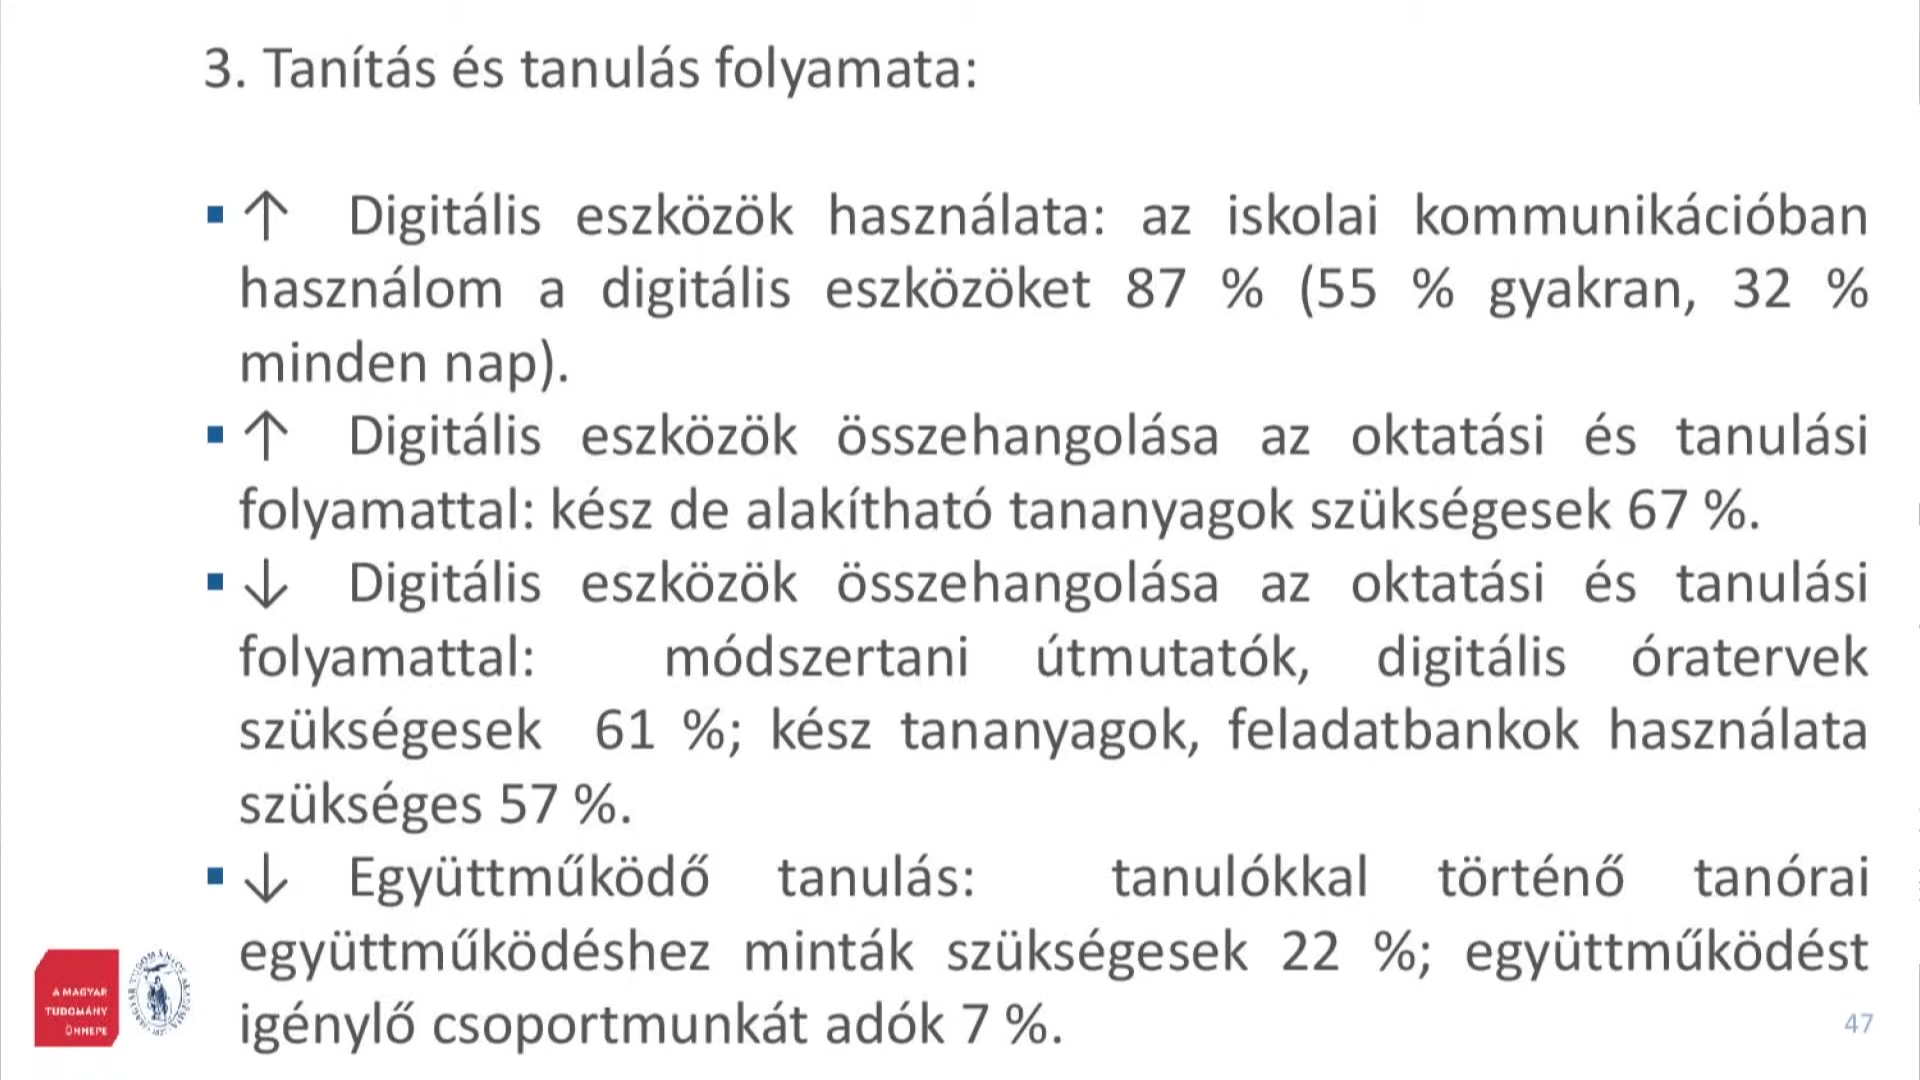 3. Tanítás és tanulás folyamata:
▪ ↑ Digitális eszközök használata: az iskolai kommunikációban
használom a digitális eszközöket 87 % (55 % gyakran, 32 %
minden nap).
▪ ↑ Digitális eszközök összehangolása az oktatási és tanulási
folyamattal: kész de alakítható tananyagok szükségesek 67 %.
▪ ↓ Digitális eszközök összehangolása az oktatási és tanulási
folyamattal: módszertani útmutatók, digitális óratervek
szükségesek 61 %; kész tananyagok, feladatbankok használata
szükséges 57 %.
▪ ↓ Együttműködő tanulás: tanulókkal történő tanórai
együttműködéshez minták szükségesek 22 %; együttműködést
igénylő csoportmunkát adók 7 %.
A MAGYAR
TUDOMÁNY
ÜNNEPE
47